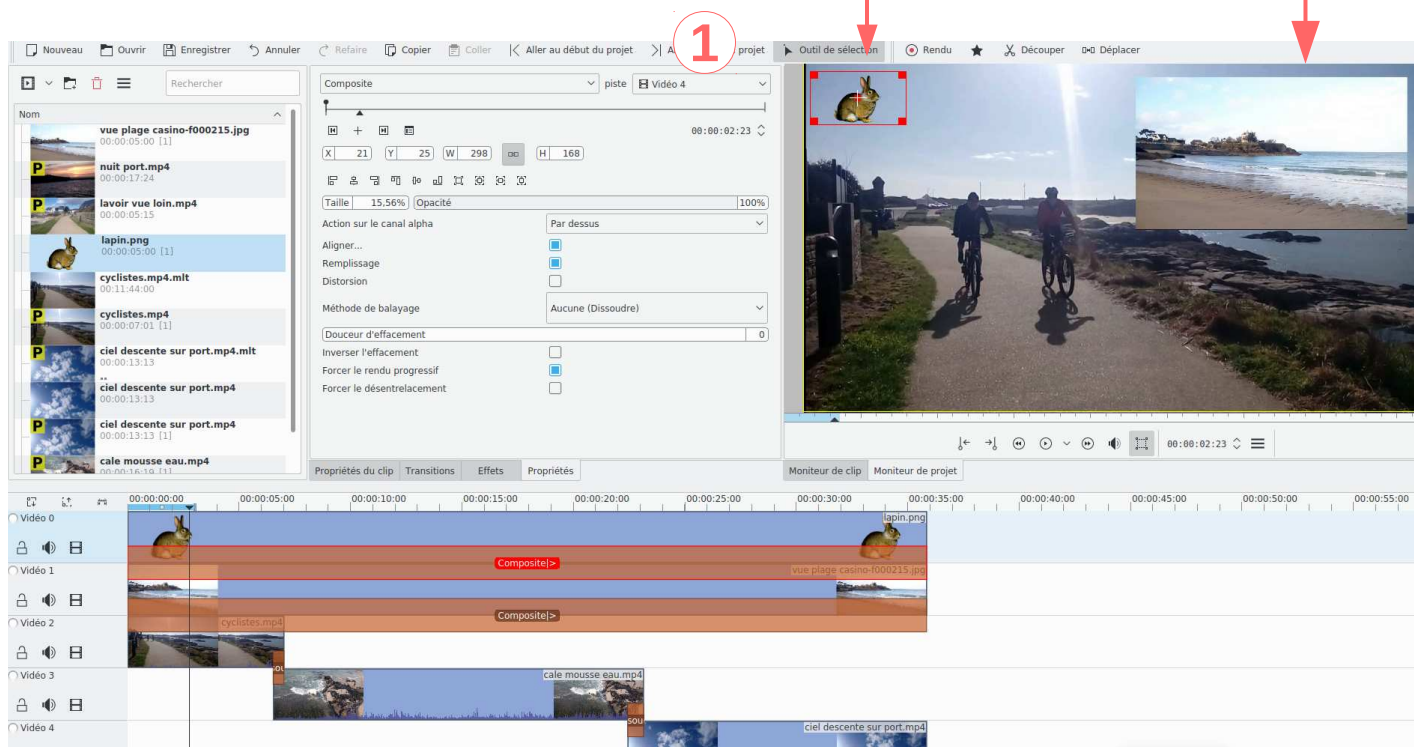 Nouveau Ouvrir Enregistrer Annuler Refaire Copier Coller Aller au début du projet projet Outil de sélection Rendu Découper Déplacer
1
Rechercher
Nom
vue plage casino-f000215.jpg
00:00:05:00 [1]
nuit port.mp4
00:00:17:24
lavoir vue loin.mp4
00:00:05:15
lapin.png
00:00:05:00 [1]
cyclistes.mp4.mlt
00:11:44:00
cyclistes.mp4
00:00:07:01 [1]
ciel descente sur port.mp4.mlt
00:00:13:13
ciel descente sur port.mp4
00:00:13:13
ciel descente sur port.mp4
00:00:13:13 [1]
cale mousse eau.mp4
00:00:16:19 [1]
P
P
P
P
P
P
Composite piste Vidéo 4
00:00:02:23
X 21 Y 25 W 298 H 168
Taille 15,56% Opacité 100%
Action sur le canal alpha Par dessus
Aligner...
Remplissage
Distorsion
Méthode de balayage Aucune (Dissoudre)
Douceur d'effacement 0
Inverser l'effacement
Forcer le rendu progressif
Forcer le désentrelacement
Propriétés du clip Transitions Effets Propriétés
00:00:02:23
Moniteur de clip Moniteur de projet
00:00:00:00 00:00:05:00 00:00:10:00 00:00:15:00 00:00:20:00 00:00:25:00 00:00:30:00 00:00:35:00 00:00:40:00 00:00:45:00 00:00:50:00 00:00:55:00
Vidéo 0
lapin.png
Composite|>
Vidéo 1
vue plage casino-f000215.jpg
Composite|>
Vidéo 2
cyclistes.mp4
Vidéo 3
cale mousse eau.mp4
sou
Vidéo 4
ciel descente sur port.mp4